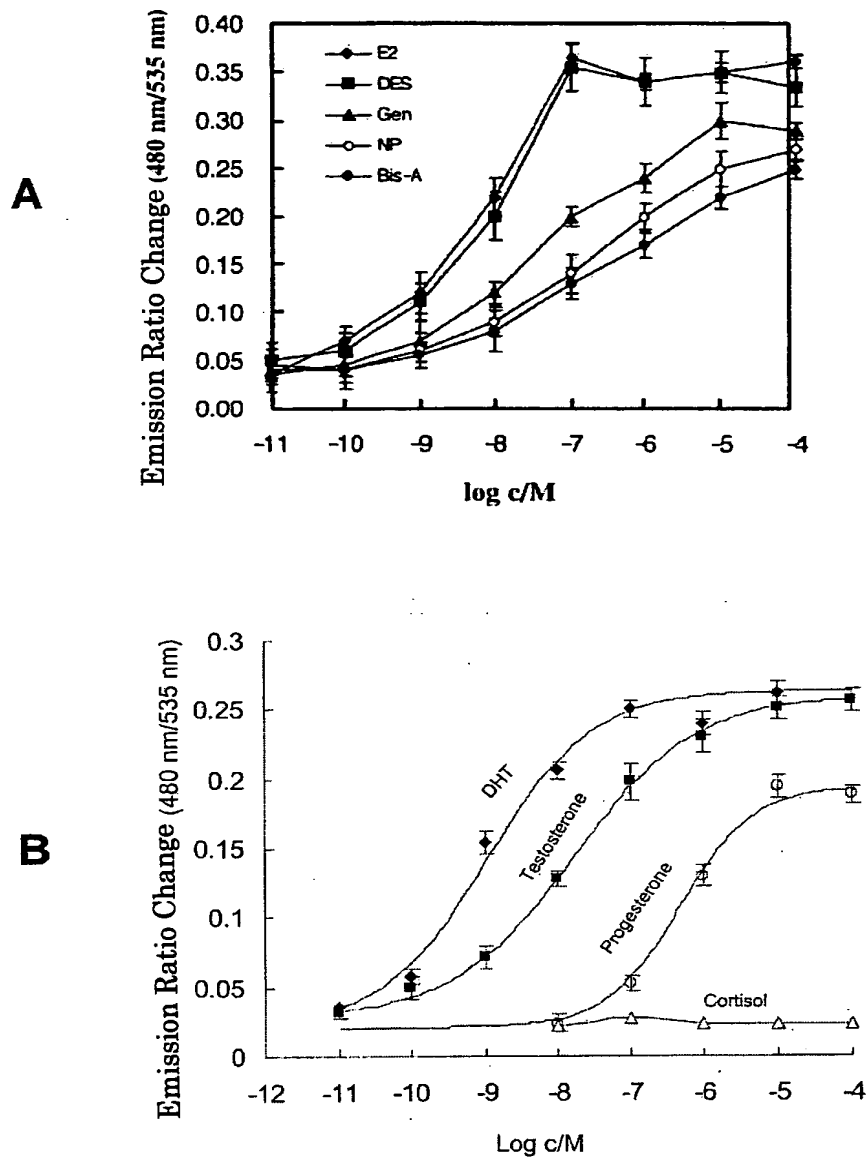 A
Emission Ratio Change (480 nm/535 nm)
0.40
0.35
0.30
0.25
0.20
0.15
0.10
0.05
0.00
E2
DES
Gen
NP
Bis-A
-11 -10 -9 -8 -7 -6 -5 -4
log c/M
B
Emission Ratio Change (480 nm/535 nm)
0.3
0.25
0.2
0.15
0.1
0.05
0
DHT
Testosterone
Progesterone
Cortisol
-12 -11 -10 -9 -8 -7 -6 -5 -4
Log c/M